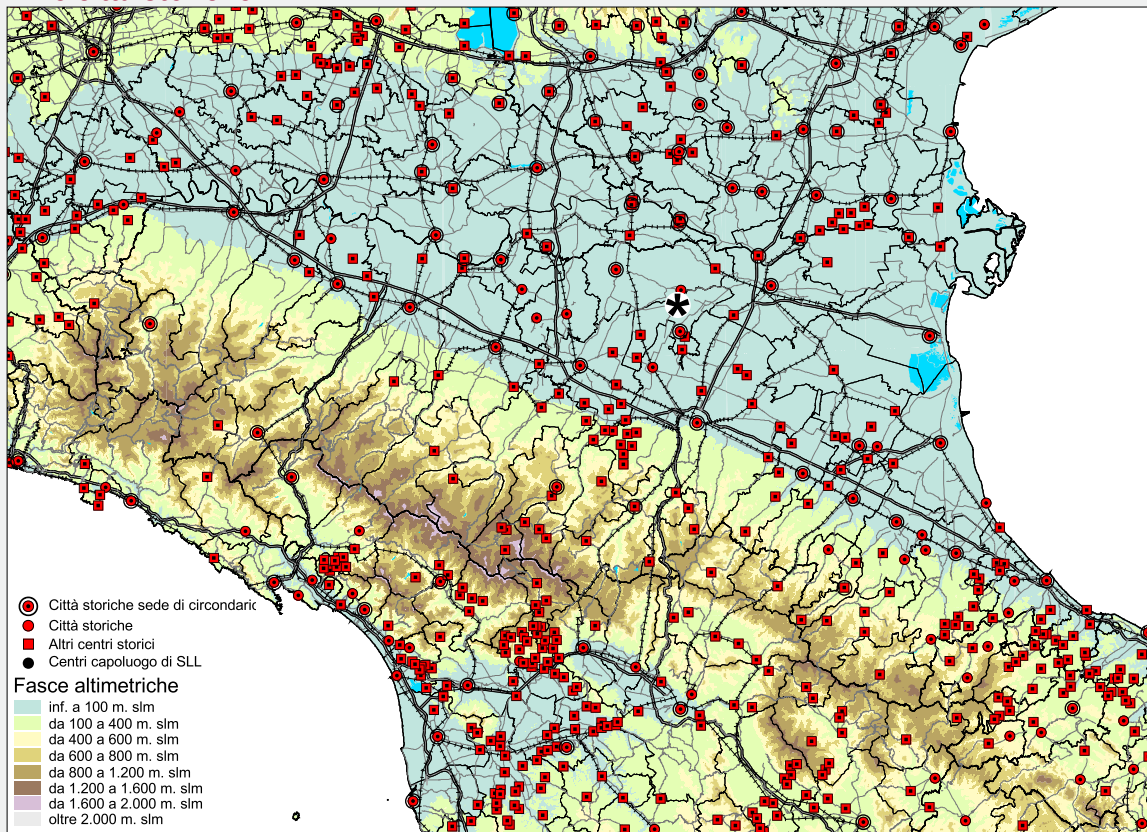 Città storiche sede di circondario
Città storiche
Altri centri storici
Centri capoluogo di SLL
Fasce altimetriche
inf. a 100 m. slm
da 100 a 400 m. slm
da 400 a 600 m. slm
da 600 a 800 m. slm
da 800 a 1.200 m. slm
da 1.200 a 1.600 m. slm
da 1.600 a 2.000 m. slm
oltre 2.000 m. slm